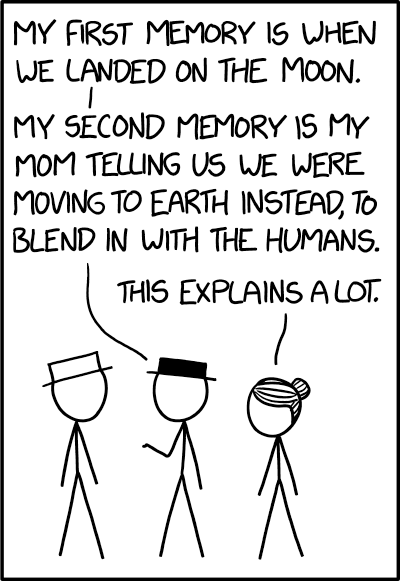 MY FIRST MEMORY IS WHEN
WE LANDED ON THE MOON.
MY SECOND MEMORY IS MY
MOM TELLING US WE WERE
MOVING TO EARTH INSTEAD, TO
BLEND IN WITH THE HUMANS.
THIS EXPLAINS A LOT.